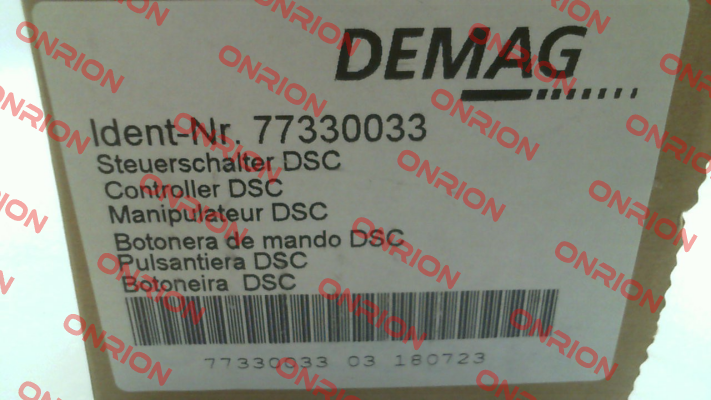 DEMAG
Ident-Nr. 77330033
Steuerschalter DSC
Controller DSC
Manipulateur DSC
Botonera de mando DSC
Pulsantiera DSC
Botoneira DSC
77330033 03 180723
ONRION